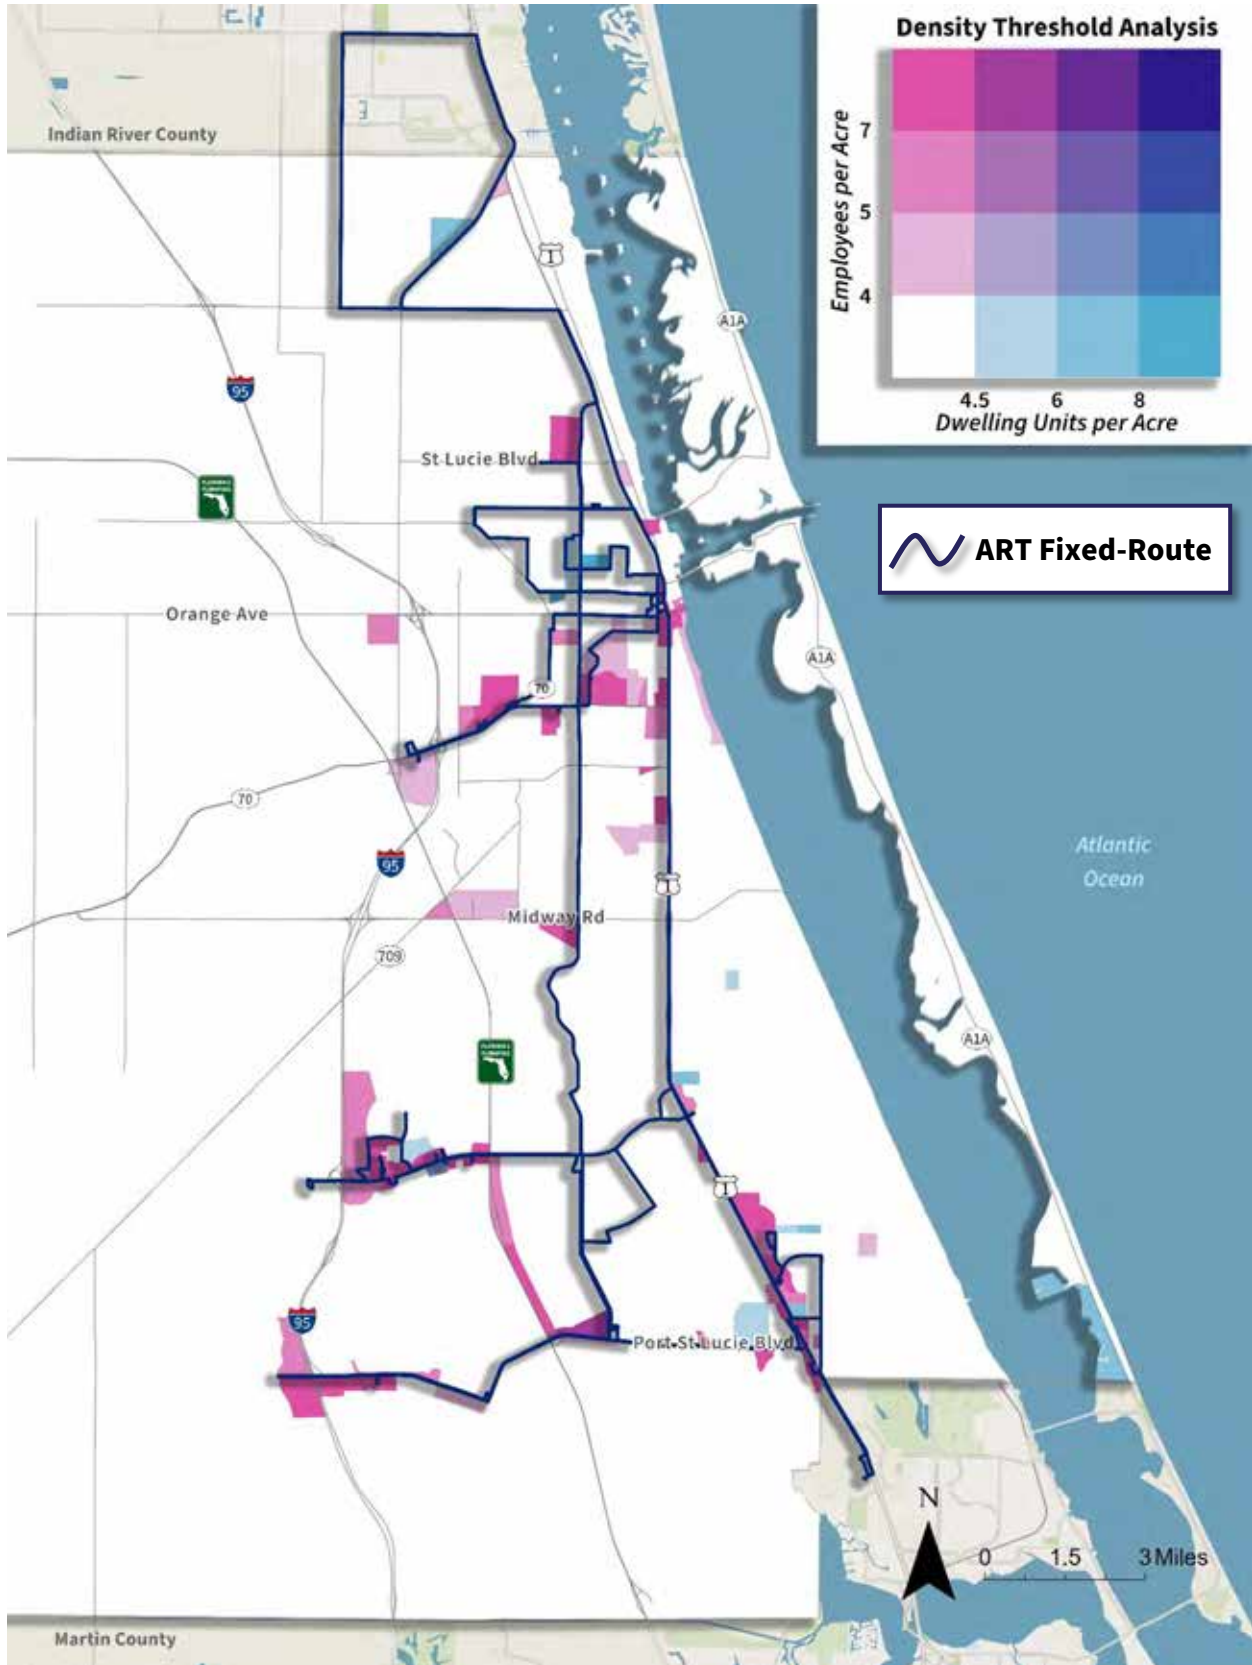 Density Threshold Analysis
Employees per Acre
7
5
4
4.5 6 8
Dwelling Units per Acre
Indian River County
1
A1A
95
St Lucie Blvd
ART Fixed-Route
Orange Ave
A1A
70
70
95
Atlantic
Ocean
1
Midway Rd
709
A1A
1
95
Port St Lucie Blvd
N
0 1.5 3 Miles
Martin County